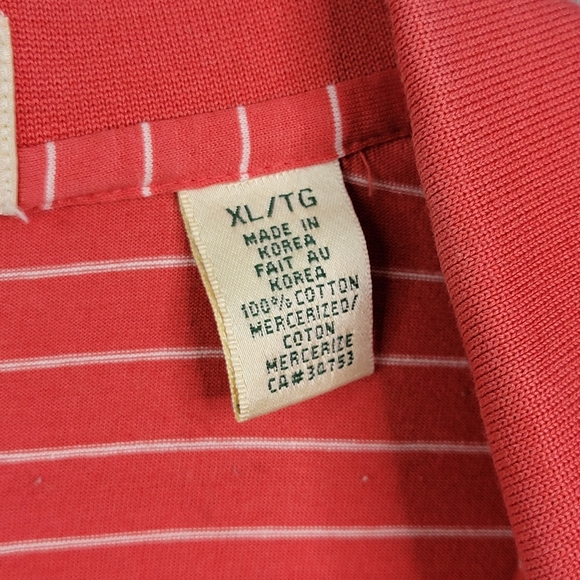 XL/TG
MADE IN
KOREA
FAIT AU
KOREA
100% COTTON
MERCERIZED/
COTON
MERCERIZE
CA#30753